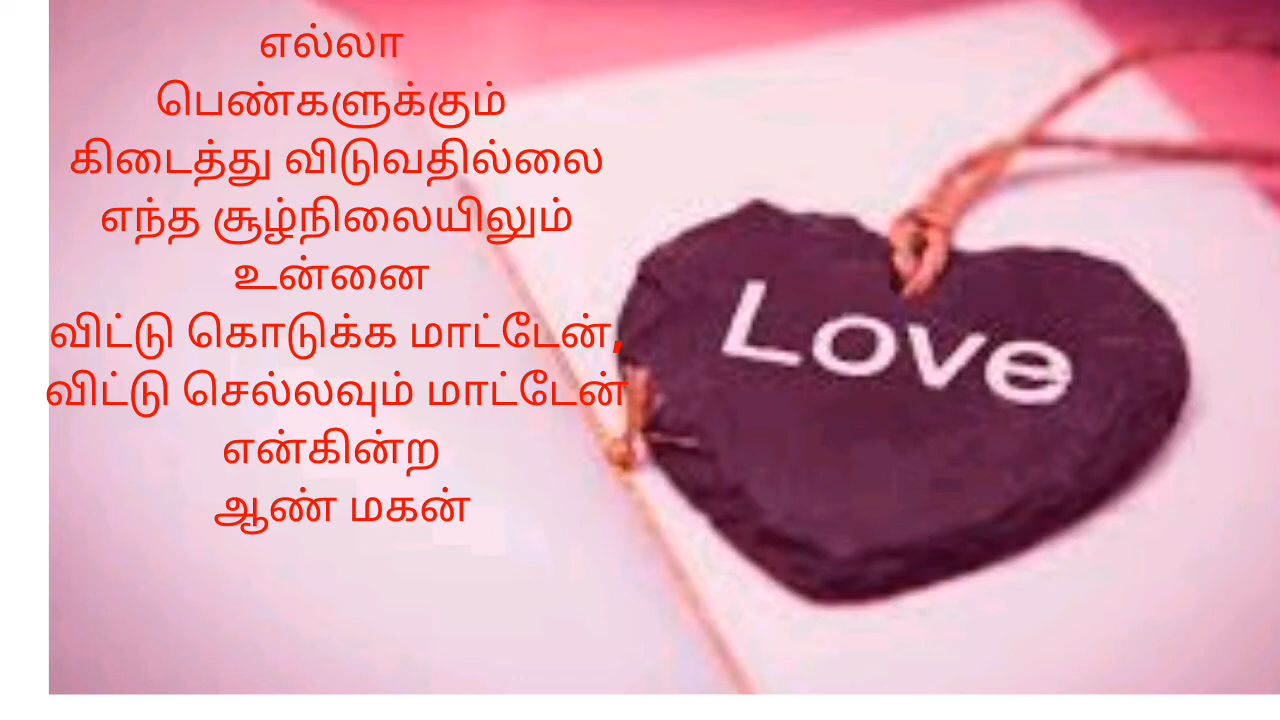 எல்லா
பெண்களுக்கும்
கிடைத்து விடுவதில்லை
எந்த சூழ்நிலையிலும்
உன்னை
விட்டு கொடுக்க மாட்டேன்,
விட்டு செல்லவும் மாட்டேன்
என்கின்ற
ஆண் மகன்
Love